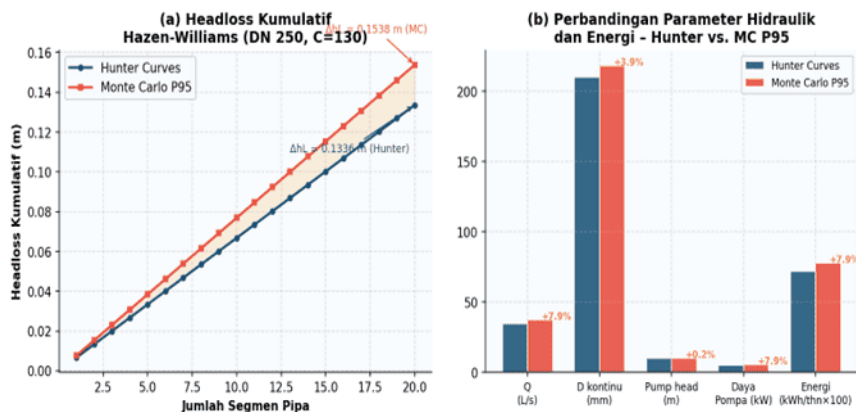 (a) Headloss Kumulatif
Hazen-Williams (DN 250, C=130)
ΔhL = 0.1538 m (MC)
Hunter Curves
Monte Carlo P95
ΔhL = 0.1336 m (Hunter)
Headloss Kumulatif (m)
0.16
0.14
0.12
0.10
0.08
0.06
0.04
0.02
0.00
2.5 5.0 7.5 10.0 12.5 15.0 17.5 20.0
Jumlah Segmen Pipa
(b) Perbandingan Parameter Hidraulik
dan Energi – Hunter vs. MC P95
Hunter Curves
Monte Carlo P95
200
150
100
50
0
+7.9%
+3.9%
+0.2%
+7.9%
+7.9%
Q
(L/s)
D kontinu
(mm)
Pump head
(m)
Daya
Pompa (kW)
Energi
(kWh/thn×100)